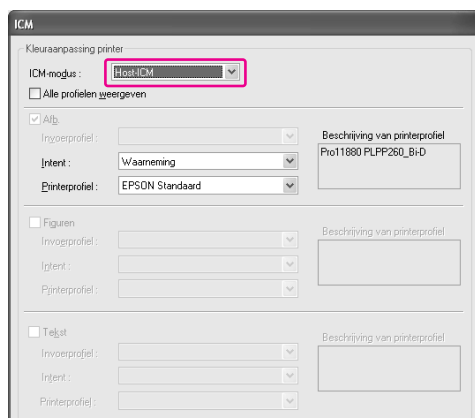 ICM
Kleuraanpassing printer
ICM-modus : Host-ICM
Alle profielen weergeven
Afb.
Invoerprofiel :
Intent : Waarneming
Printerprofiel : EPSON Standaard
Beschrijving van printerprofiel
Pro11880 PLPP260_Bi-D
Figuren
Invoerprofiel :
Intent :
Printerprofiel :
Beschrijving van printerprofiel
Tekst
Invoerprofiel :
Intent :
Printerprofiel :
Beschrijving van printerprofiel